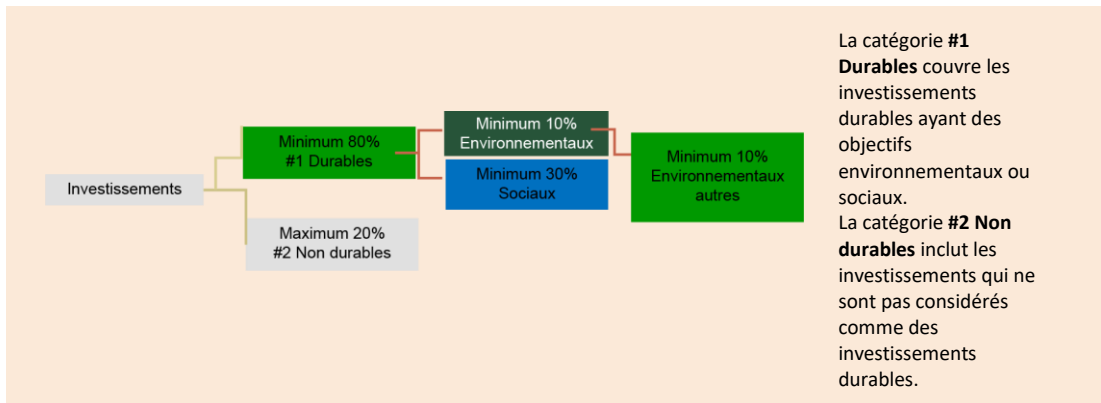 Investissements
Minimum 80%
#1 Durables
Maximum 20%
#2 Non durables
Minimum 10%
Environnementaux
Minimum 30%
Sociaux
Minimum 10%
Environnementaux
autres
La catégorie #1
Durables couvre les
investissements
durables ayant des
objectifs
environnementaux ou
sociaux.
La catégorie #2 Non
durables inclut les
investissements qui ne
sont pas considérés
comme des
investissements
durables.